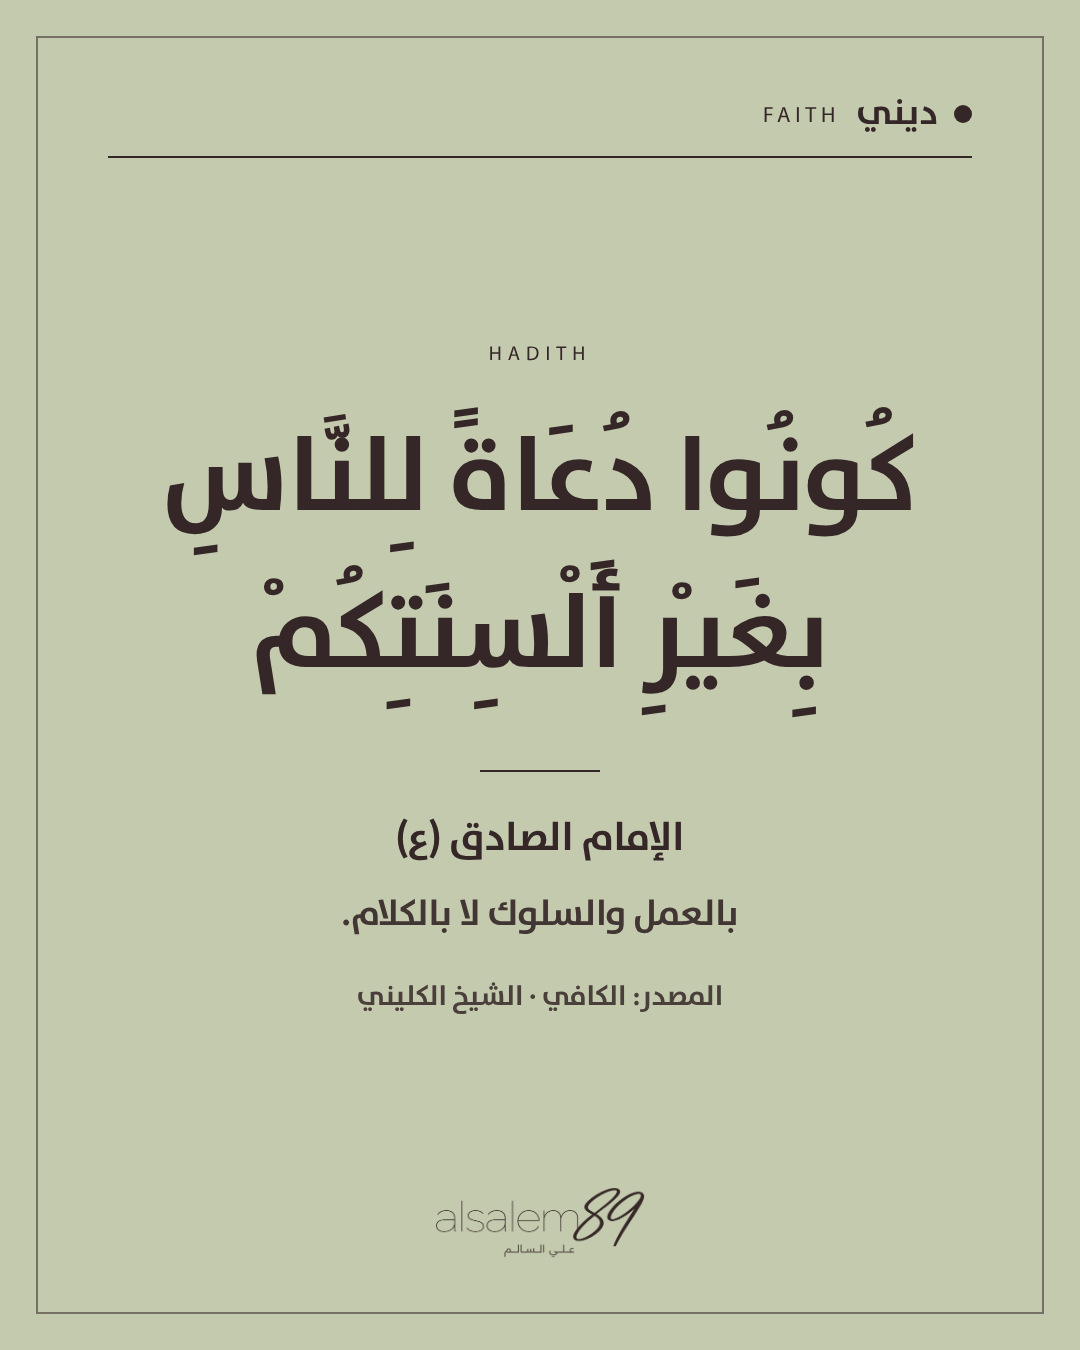 ديني FAITH
HADITH
كُونُوا دُعَاةً لِلنَّاسِ
بِغَيْرِ أَلْسِنَتِكُمْ
الإمام الصادق (ع)
بالعمل والسلوك لا بالكلام.
المصدر: الكافي · الشيخ الكليني
alsalem89
علي السالم